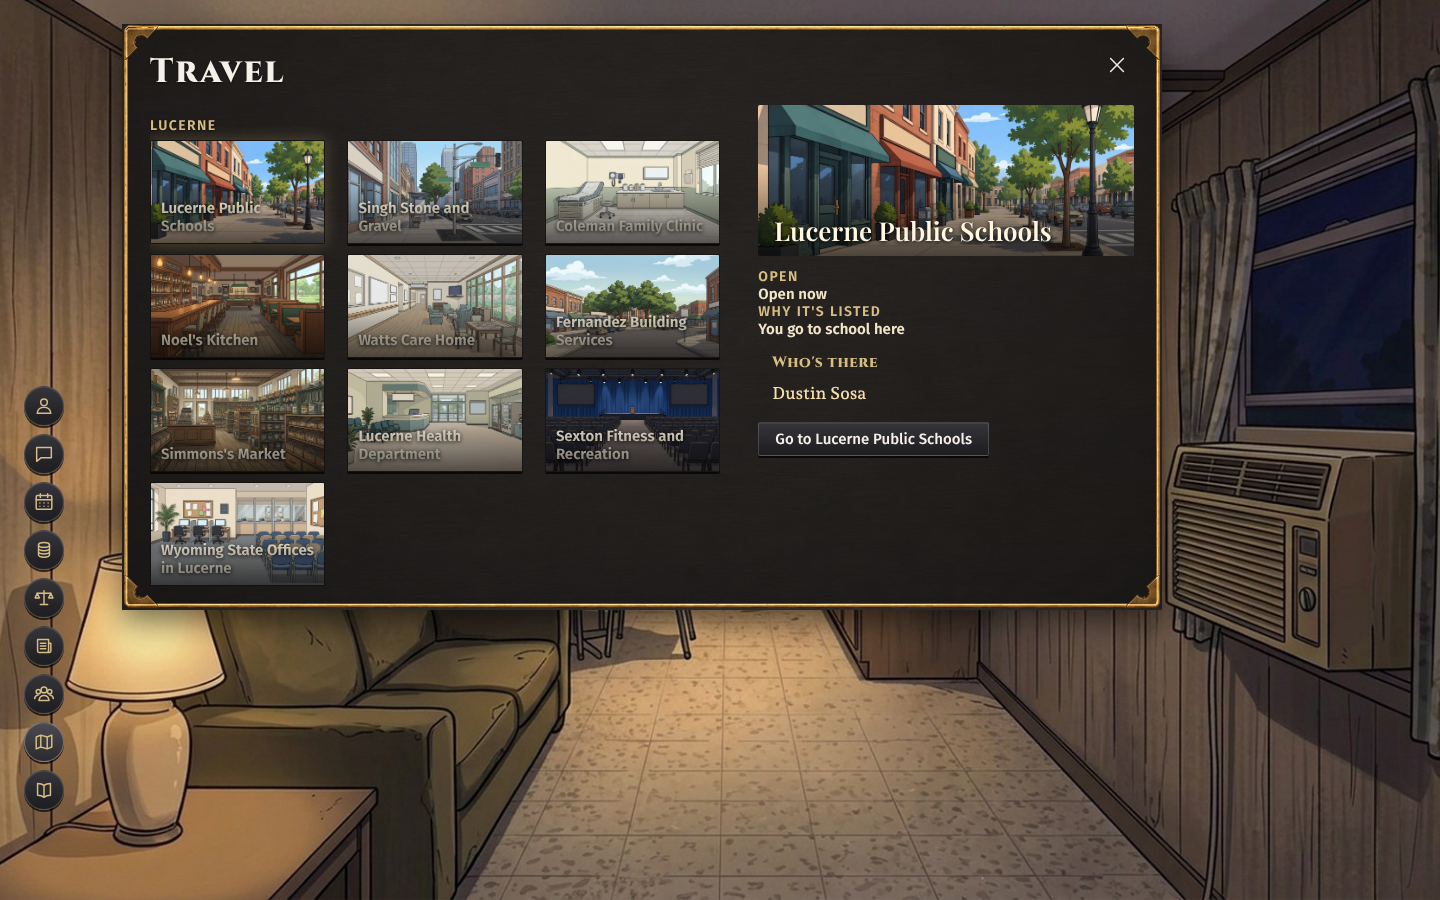 Travel
LUCERNE
Lucerne Public
Schools
Singh Stone and
Gravel
Coleman Family Clinic
Noel's Kitchen
Watts Care Home
Fernandez Building
Services
Simmons's Market
Lucerne Health
Department
Sexton Fitness and
Recreation
Wyoming State Offices
in Lucerne
Lucerne Public Schools
OPEN
Open now
WHY IT'S LISTED
You go to school here
Who's there
Dustin Sosa
Go to Lucerne Public Schools